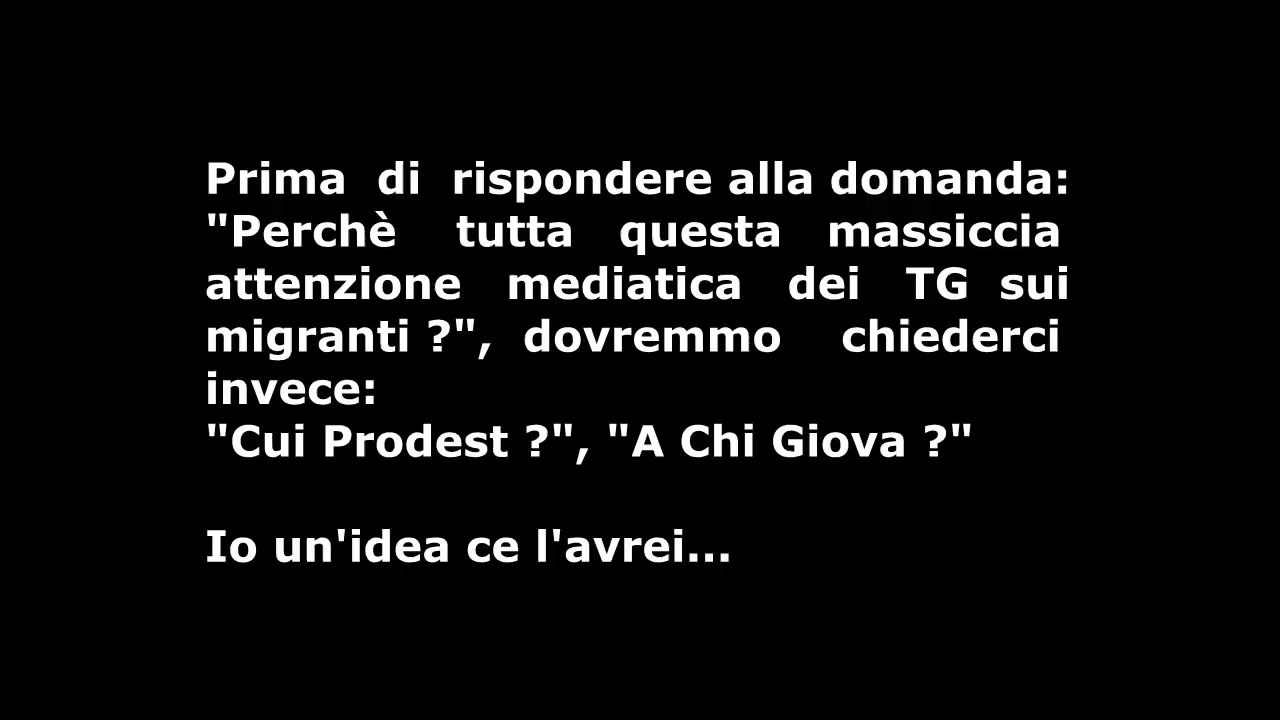 Prima di rispondere alla domanda:
"Perchè tutta questa massiccia
attenzione mediatica dei TG sui
migranti ?", dovremmo chiederci
invece:
"Cui Prodest ?", "A Chi Giova ?"
Io un'idea ce l'avrei...